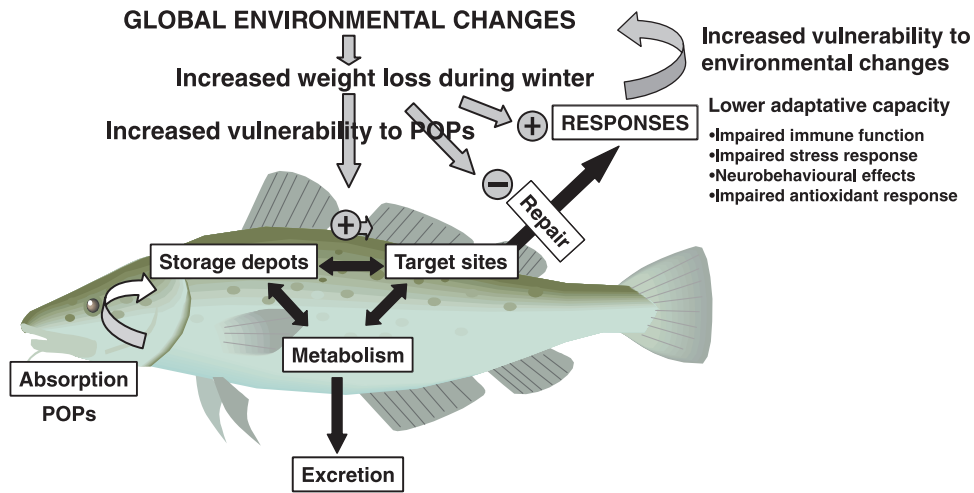 GLOBAL ENVIRONMENTAL CHANGES
Increased weight loss during winter
Increased vulnerability to POPs
Increased vulnerability to
environmental changes
+
RESPONSES
Lower adaptative capacity
•Impaired immune function
•Impaired stress response
•Neurobehavioural effects
•Impaired antioxidant response
−
Repair
+
Storage depots
Target sites
Metabolism
Absorption
POPs
Excretion